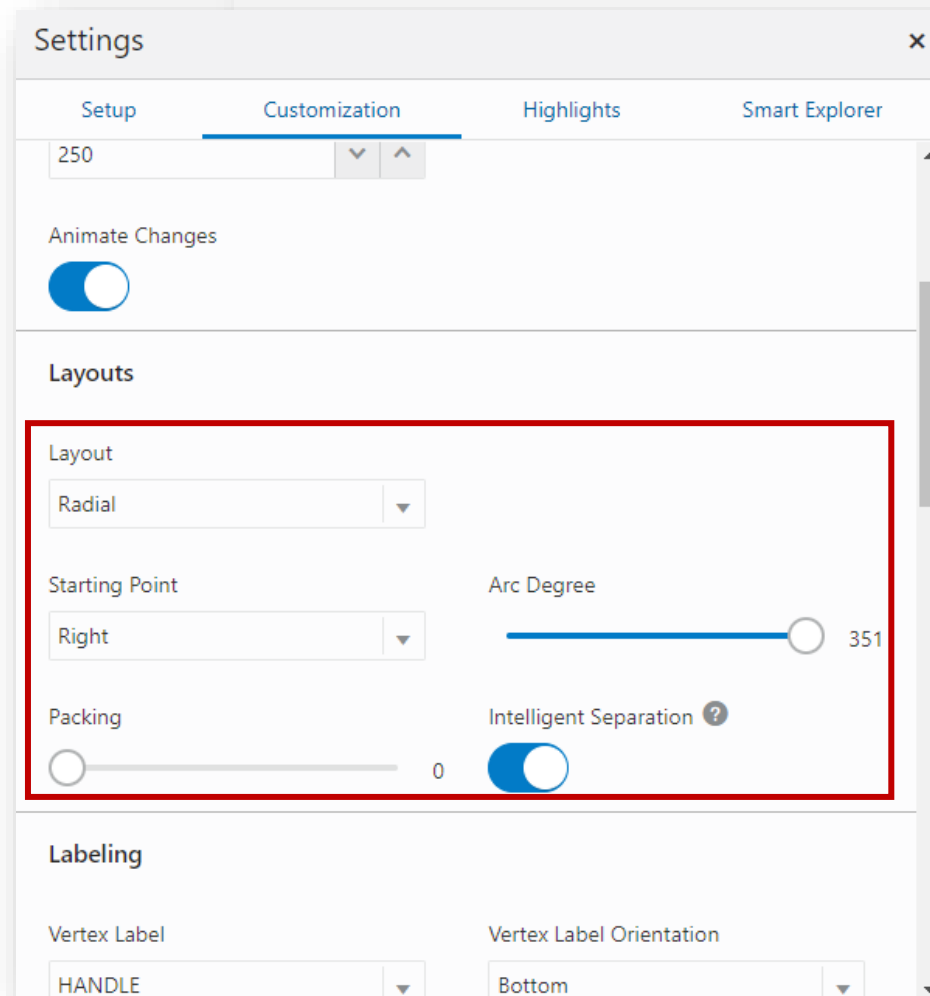 Settings
Setup Customization Highlights Smart Explorer
250
Animate Changes
Layouts
Layout
Radial
Starting Point Arc Degree
Right 351
Packing Intelligent Separation ?
0
Labeling
Vertex Label Vertex Label Orientation
HANDLE Bottom